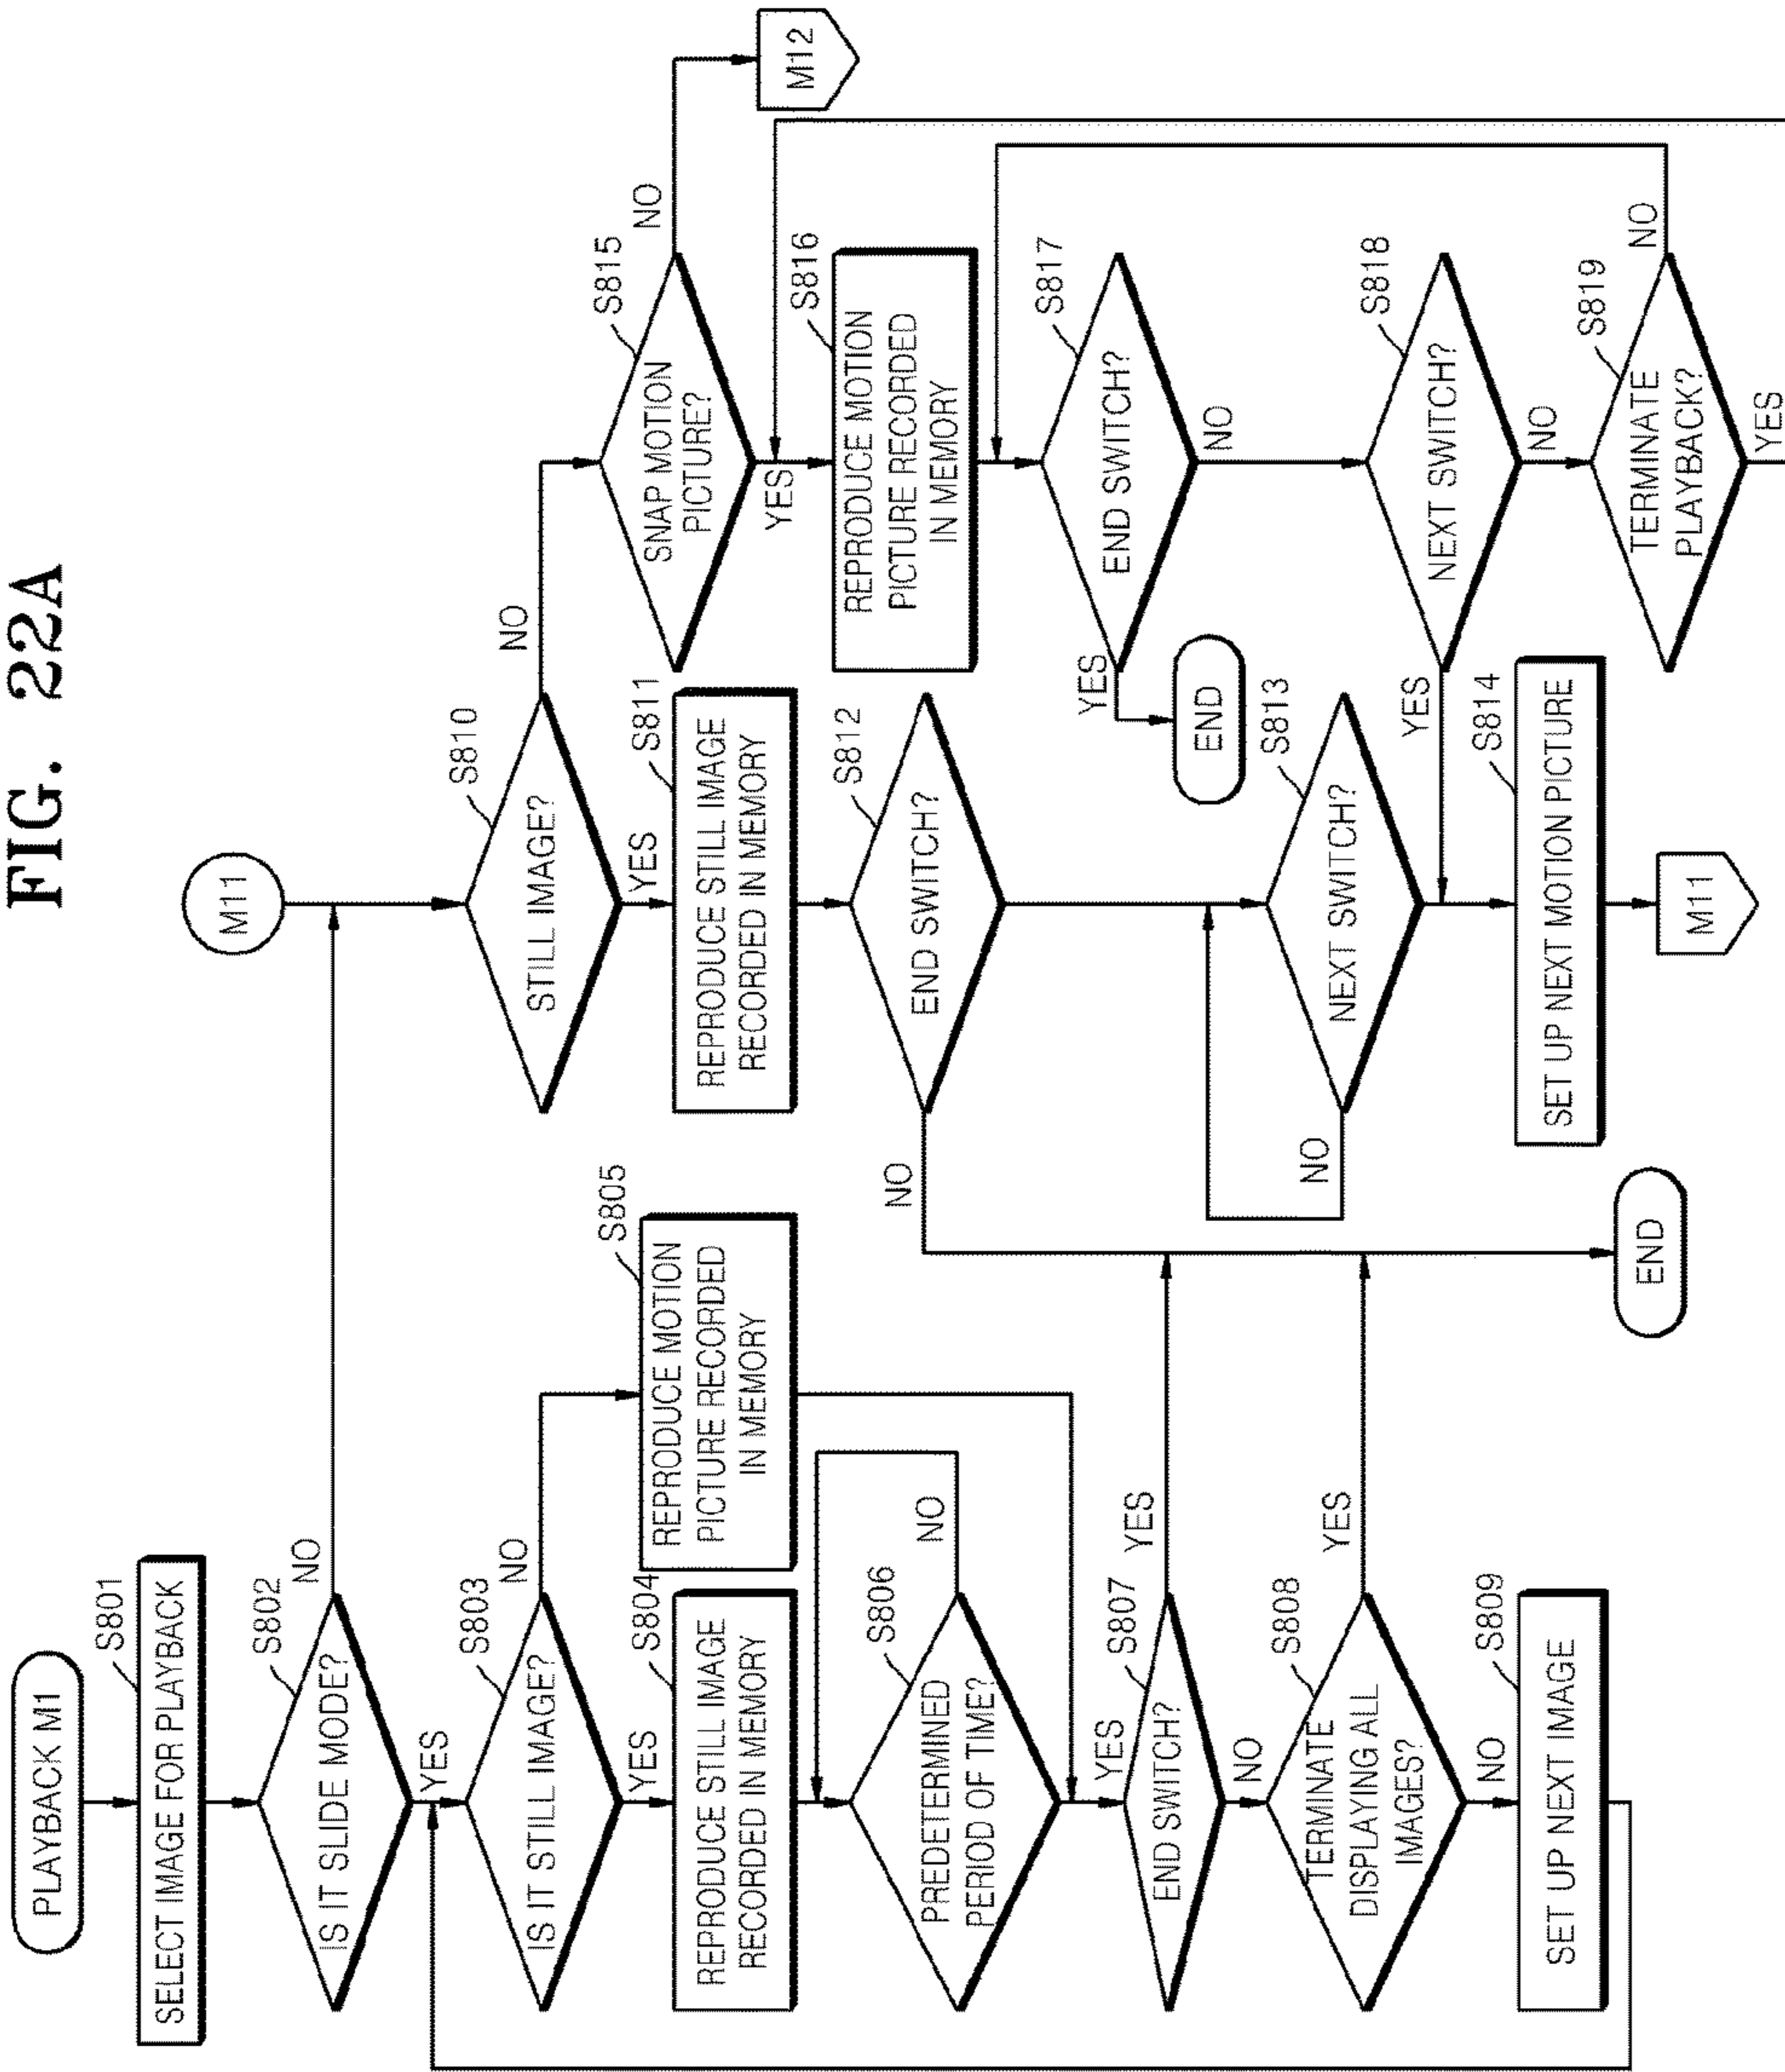 FIG. 22A
PLAYBACK M1
S801
SELECT IMAGE FOR PLAYBACK
S802
IS IT SLIDE MODE?
NO
YES
S803
IS IT STILL IMAGE?
NO
YES
S804
REPRODUCE STILL IMAGE
RECORDED IN MEMORY
S805
REPRODUCE MOTION
PICTURE RECORDED
IN MEMORY
S806
PREDETERMINED
PERIOD OF TIME?
NO
YES
S807
END SWITCH?
YES
NO
S808
TERMINATE
DISPLAYING ALL
IMAGES?
YES
NO
S809
SET UP NEXT IMAGE
END
M11
S810
STILL IMAGE?
NO
YES
S811
REPRODUCE STILL IMAGE
RECORDED IN MEMORY
S812
END SWITCH?
NO
S813
NEXT SWITCH?
NO
S814
SET UP NEXT MOTION PICTURE
M11
S815
SNAP MOTION
PICTURE?
NO
M12
YES
S816
REPRODUCE MOTION
PICTURE RECORDED
IN MEMORY
S817
END SWITCH?
YES
END
NO
S818
NEXT SWITCH?
YES
NO
S819
TERMINATE
PLAYBACK?
NO
YES